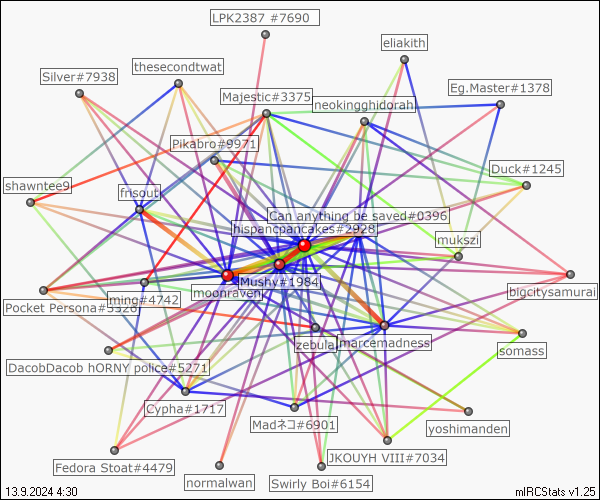 LPK2387 #7690
eliakith
thesecondtwat
Silver#7938
Eg.Master#1378
Majestic#3375
neokingghidorah
Pikabro#9971
Duck#1245
shawntee9
frisout
Can anything be saved#0396
hispancpancakes#2928
mukszi
Mushy#1984
moonraven
bigcitysamurai
ming#4742
Pocket Persona#5320
zebulaj
marcemadness
somass
DacobDacob hORNY police#5271
Cypha#1717
Madネコ#6901
yoshimanden
JKOUYH VIII#7034
Fedora Stoat#4479
normalwan
Swirly Boi#6154
13.9.2024 4:30
mIRCStats v1.25